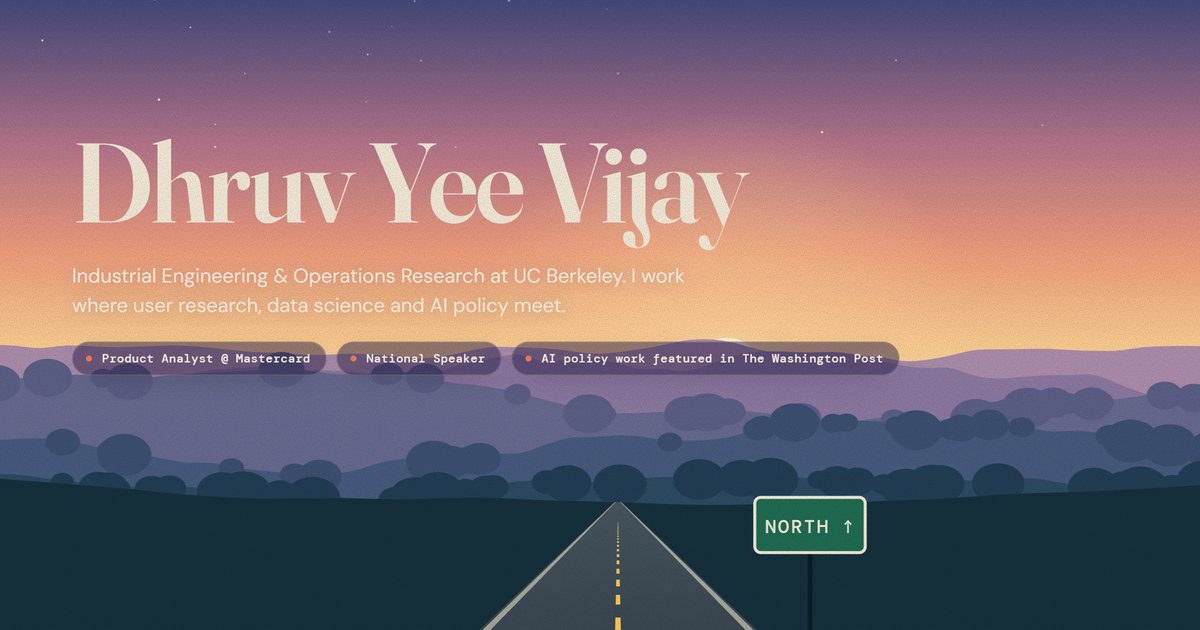 Dhruv Yee Vijay
Industrial Engineering & Operations Research at UC Berkeley. I work
where user research, data science and AI policy meet.
Product Analyst @ Mastercard
National Speaker
AI policy work featured in The Washington Post
NORTH ↑